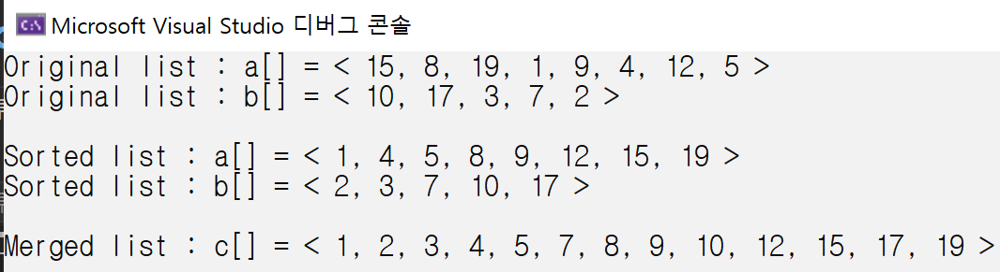 Microsoft Visual Studio 디버그 콘솔
Original list : a[] = < 15, 8, 19, 1, 9, 4, 12, 5 >
Original list : b[] = < 10, 17, 3, 7, 2 >
Sorted list : a[] = < 1, 4, 5, 8, 9, 12, 15, 19 >
Sorted list : b[] = < 2, 3, 7, 10, 17 >
Merged list : c[] = < 1, 2, 3, 4, 5, 7, 8, 9, 10, 12, 15, 17, 19 >